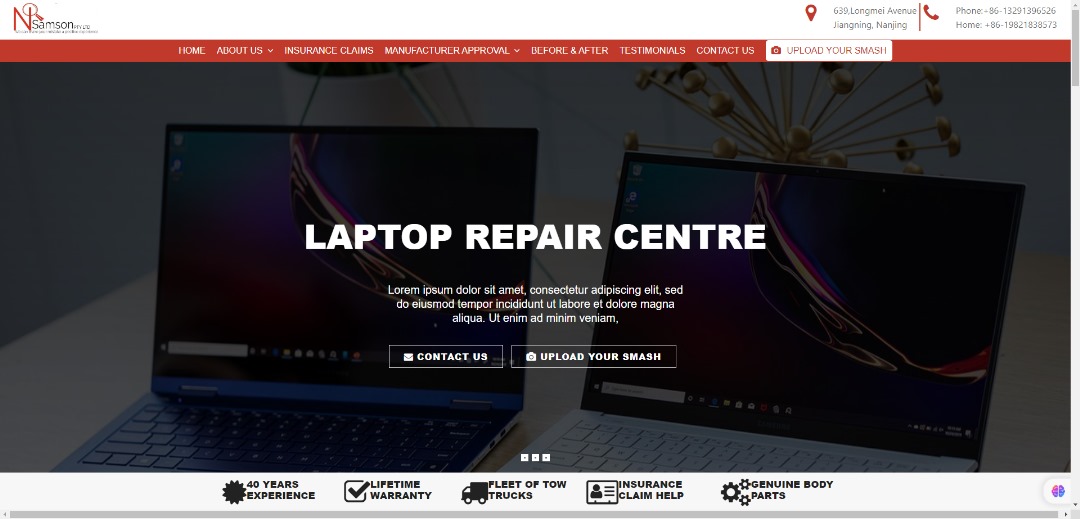 Samson PTY LTD
639,Longmei Avenue
Jiangning, Nanjing
Phone:+86-13291396526
Home: +86-19821838573
HOME ABOUT US INSURANCE CLAIMS MANUFACTURER APPROVAL BEFORE & AFTER TESTIMONIALS CONTACT US UPLOAD YOUR SMASH
LAPTOP REPAIR CENTRE
Lorem ipsum dolor sit amet, consectetur adipiscing elit, sed
do eiusmod tempor incididunt ut labore et dolore magna
aliqua. Ut enim ad minim veniam,
CONTACT US UPLOAD YOUR SMASH
40 YEARS
EXPERIENCE
LIFETIME
WARRANTY
FLEET OF TOW
TRUCKS
INSURANCE
CLAIM HELP
GENUINE BODY
PARTS